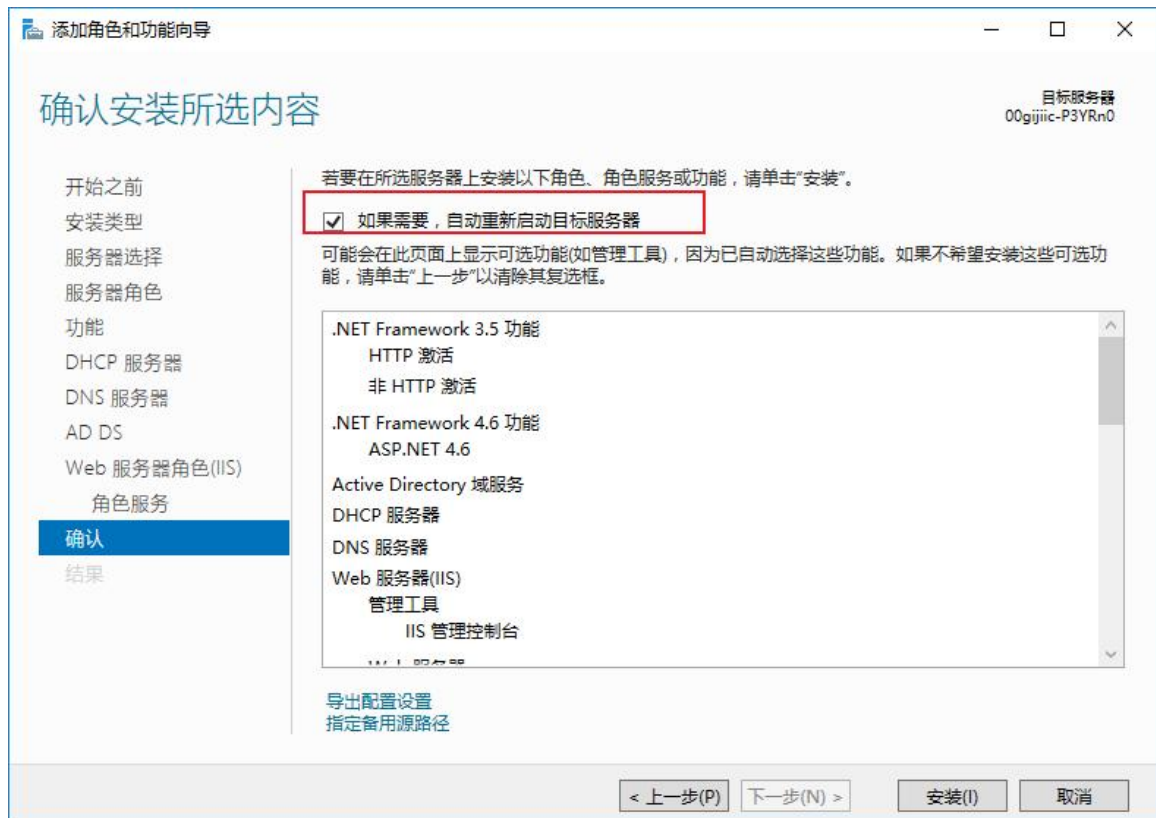 添加角色和功能向导
确认安装所选内容
目标服务器
00gijiic-P3YRn0
开始之前
安装类型
服务器选择
服务器角色
功能
DHCP 服务器
DNS 服务器
AD DS
Web 服务器角色(IIS)
角色服务
确认
结果
若要在所选服务器上安装以下角色、角色服务或功能，请单击"安装"。
如果需要，自动重新启动目标服务器
可能会在此页面上显示可选功能(如管理工具)，因为已自动选择这些功能。如果不希望安装这些可选功
能，请单击"上一步"以清除其复选框。
.NET Framework 3.5 功能
HTTP 激活
非 HTTP 激活
.NET Framework 4.6 功能
ASP.NET 4.6
Active Directory 域服务
DHCP 服务器
DNS 服务器
Web 服务器(IIS)
管理工具
IIS 管理控制台
Web 服务器
导出配置设置
指定备用源路径
< 上一步(P)
下一步(N) >
安装(I)
取消